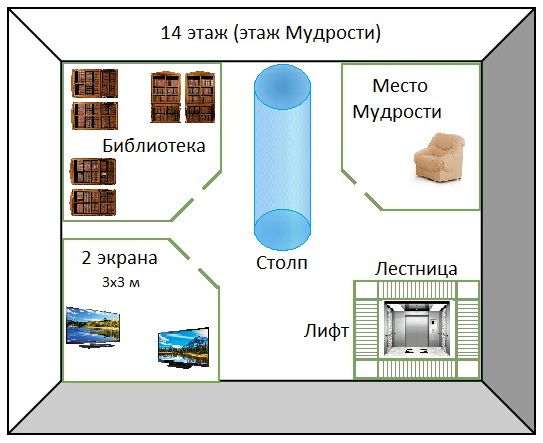 14 этаж (этаж Мудрости)
Место
Мудрости
Библиотека
2 экрана
3х3 м
Столп
Лестница
Лифт